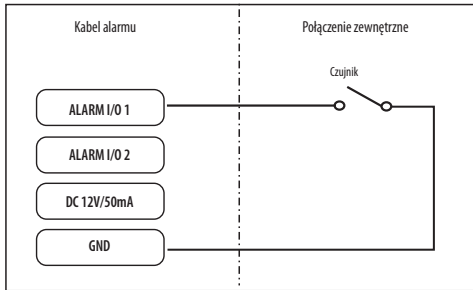 Kabel alarmu
Połączenie zewnętrzne
Czujnik
ALARM I/O 1
ALARM I/O 2
DC 12V/50mA
GND